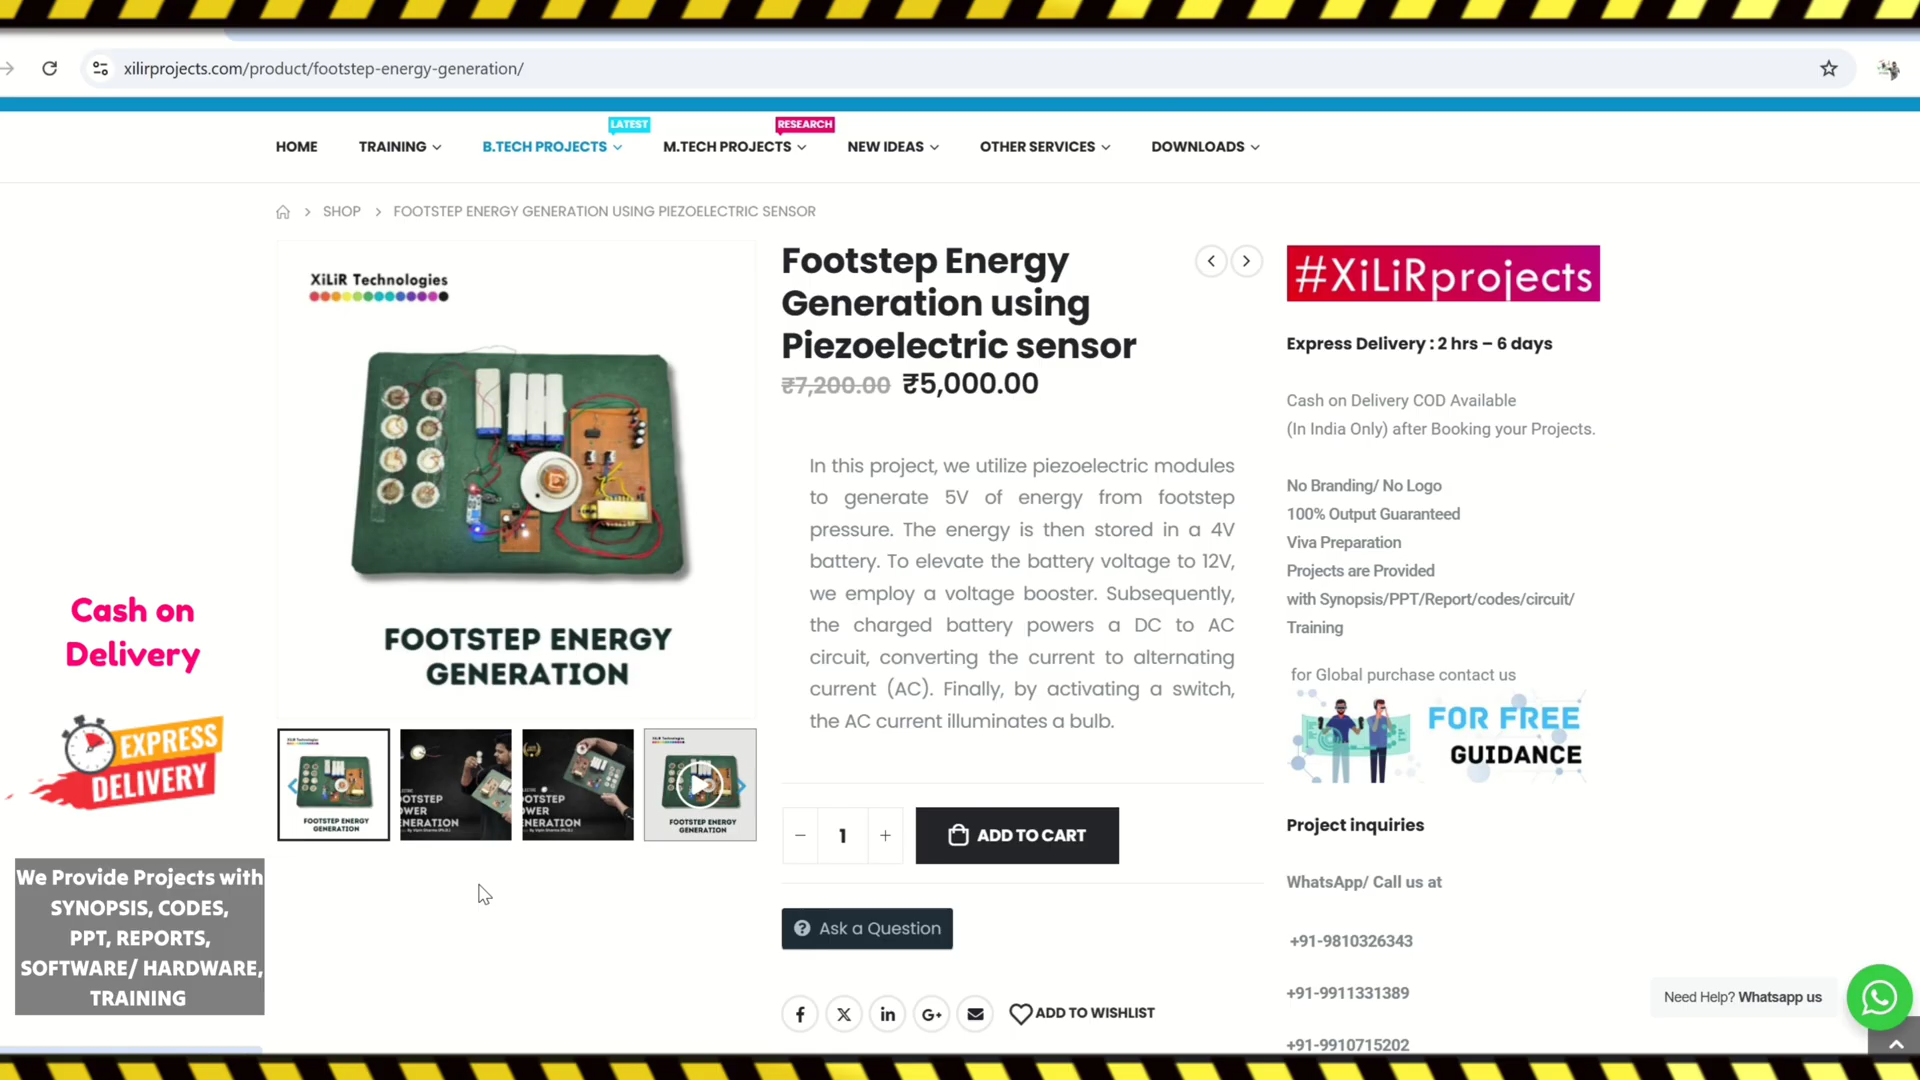 xilirprojects.com/product/footstep-energy-generation/
LATEST
RESEARCH
HOME
TRAINING
B.TECH PROJECTS
M.TECH PROJECTS
NEW IDEAS
OTHER SERVICES
DOWNLOADS
SHOP
FOOTSTEP ENERGY GENERATION USING PIEZOELECTRIC SENSOR
XiLiR Technologies
FOOTSTEP ENERGY
GENERATION
Footstep Energy
Generation using
Piezoelectric sensor
₹7,200.00 ₹5,000.00
In this project, we utilize piezoelectric modules
to generate 5V of energy from footstep
pressure. The energy is then stored in a 4V
battery. To elevate the battery voltage to 12V,
we employ a voltage booster. Subsequently,
the charged battery powers a DC to AC
circuit, converting the current to alternating
current (AC). Finally, by activating a switch,
the AC current illuminates a bulb.
1
ADD TO CART
Ask a Question
ADD TO WISHLIST
#XiLiRprojects
Express Delivery : 2 hrs – 6 days
Cash on Delivery COD Available
(In India Only) after Booking your Projects.
No Branding/ No Logo
100% Output Guaranteed
Viva Preparation
Projects are Provided
with Synopsis/PPT/Report/codes/circuit/
Training
for Global purchase contact us
FOR FREE
GUIDANCE
Project inquiries
WhatsApp/ Call us at
+91-9810326343
+91-9911331389
+91-9910715202
Need Help? Whatsapp us
Cash on
Delivery
EXPRESS
DELIVERY
We Provide Projects with
SYNOPSIS, CODES,
PPT, REPORTS,
SOFTWARE/ HARDWARE,
TRAINING
FOOTSTEP ENERGY
GENERATION
OOTSTEP
OWER
ENERATION
OOTSTEP
OWER
ENERATION
FOOTSTEP ENERGY
GENERATION